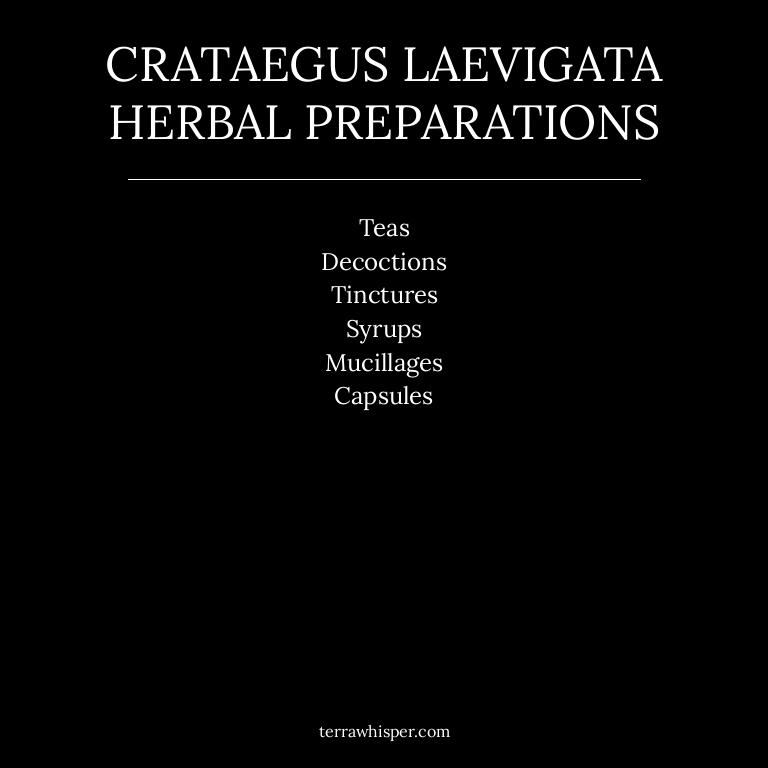 CRATAEGUS LAEVIGATA
HERBAL PREPARATIONS
Teas
Decoctions
Tinctures
Syrups
Mucillages
Capsules
terrawhisper.com